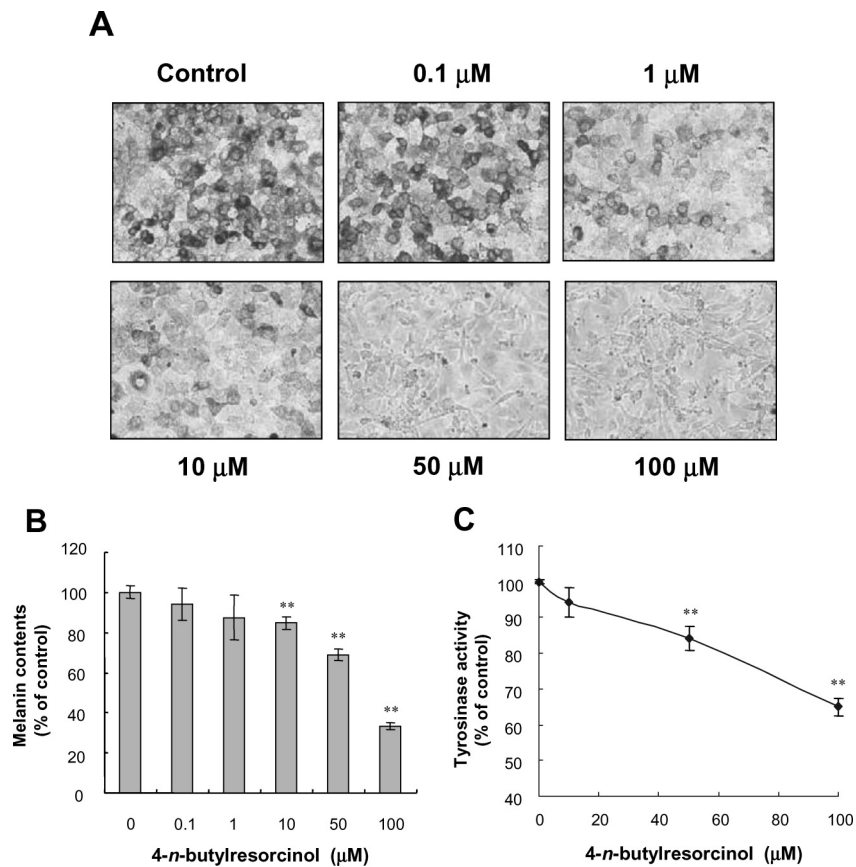 A
Control 0.1 μM 1 μM
10 μM 50 μM 100 μM
B
Melanin contents
(% of control)
120
100
80
60
40
20
0
**
**
**
0 0.1 1 10 50 100
4-n-butylresorcinol (μM)
C
Tyrosinase activity
(% of control)
110
100
90
80
70
60
50
40
**
**
0 20 40 60 80 100
4-n-butylresorcinol (μM)